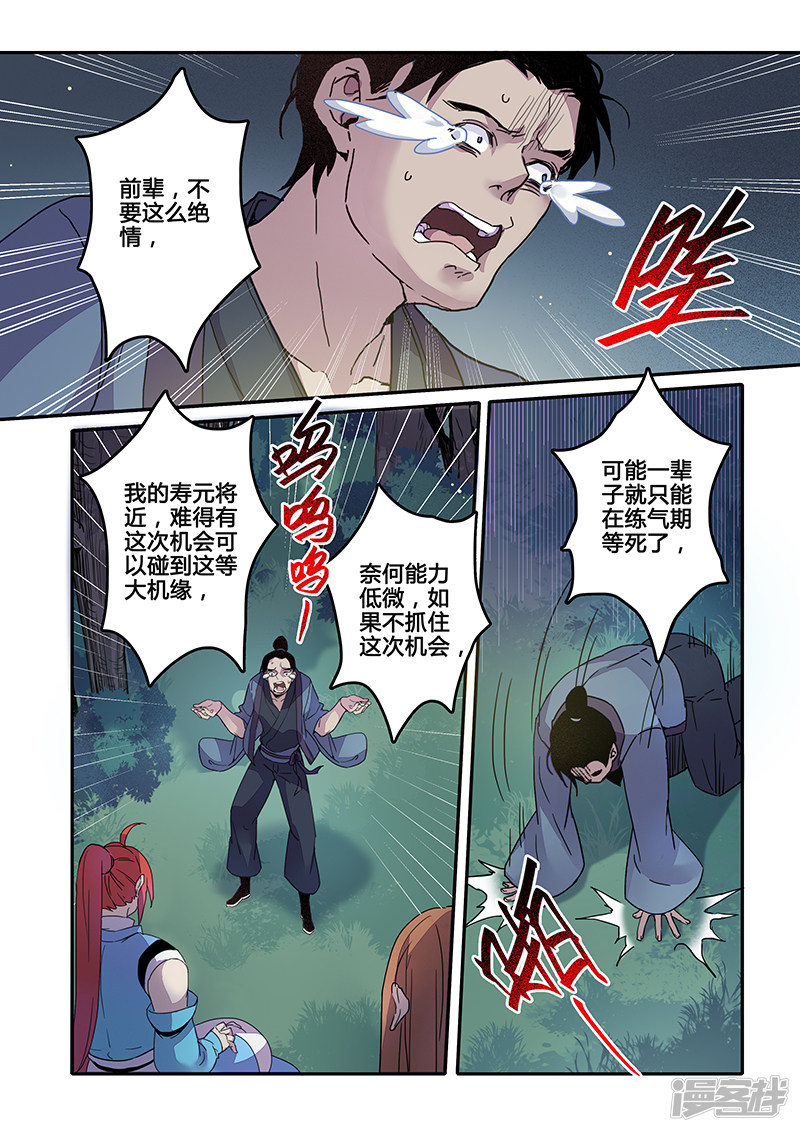 前辈，不
要这么绝
情，
哇
我的寿元将
近，难得有
这次机会可
以碰到这等
大机缘，
呜呜呜
奈何能力
低微，如
果不抓住
这次机会，
可能一辈
子就只能
在练气期
等死了，
啪
漫客栈